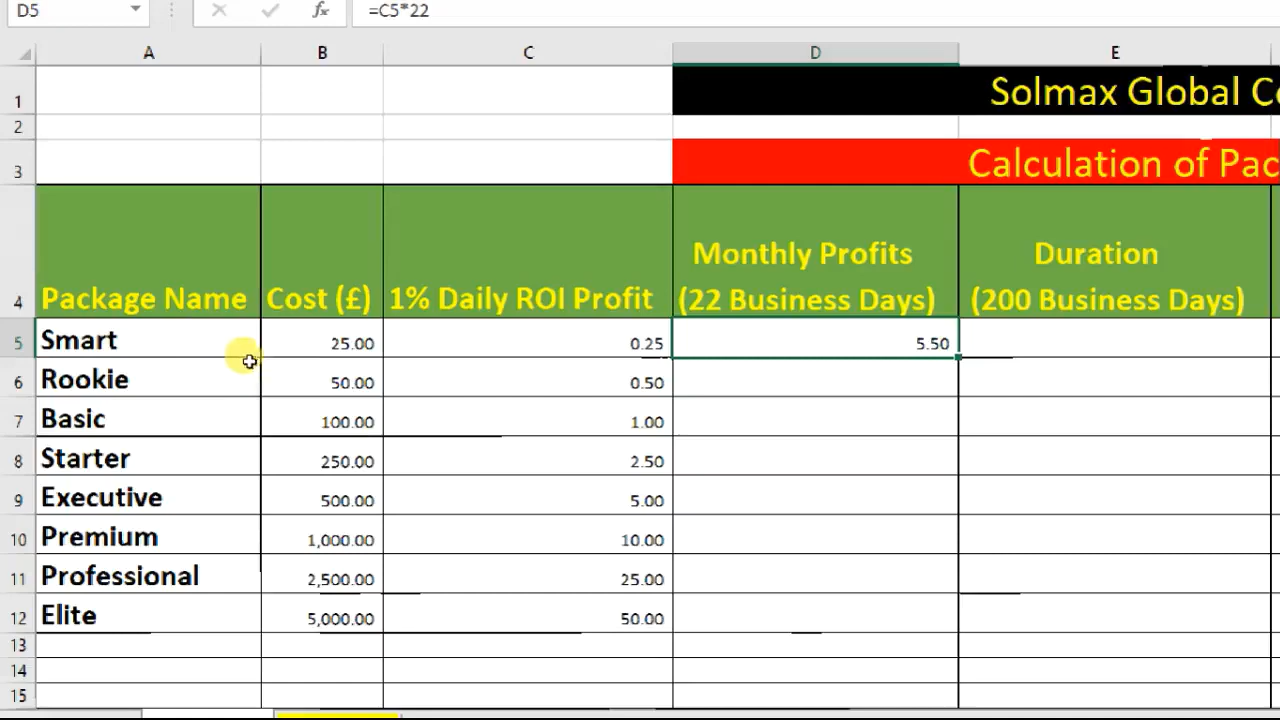 D5 fx =C5*22
A B C D E
1 Solmax Global C
2
3 Calculation of Pac
Monthly Profits Duration
4 Package Name Cost (£) 1% Daily ROI Profit (22 Business Days) (200 Business Days)
5 Smart 25.00 0.25 5.50
6 Rookie 50.00 0.50
7 Basic 100.00 1.00
8 Starter 250.00 2.50
9 Executive 500.00 5.00
10 Premium 1,000.00 10.00
11 Professional 2,500.00 25.00
12 Elite 5,000.00 50.00
13
14
15